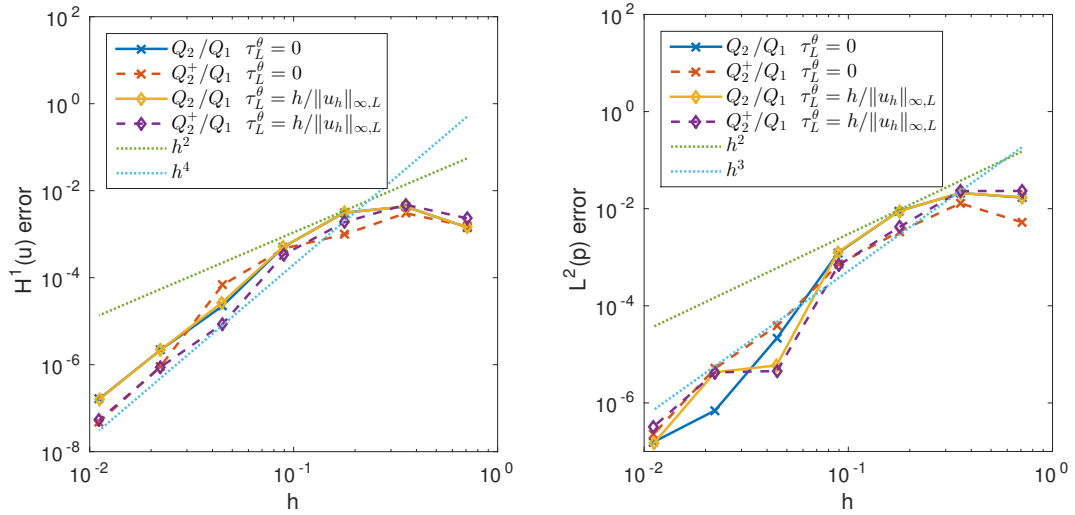 10^2
10^0
10^-2
10^-4
10^-6
10^-8
H^1(u) error
Q_2/Q_1 τ_L^θ = 0
Q_2^+/Q_1 τ_L^θ = 0
Q_2/Q_1 τ_L^θ = h/‖u_h‖_∞,L
Q_2^+/Q_1 τ_L^θ = h/‖u_h‖_∞,L
h^2
h^4
10^-2
10^-1
10^0
h
10^2
10^0
10^-2
10^-4
10^-6
L^2(p) error
Q_2/Q_1 τ_L^θ = 0
Q_2^+/Q_1 τ_L^θ = 0
Q_2/Q_1 τ_L^θ = h/‖u_h‖_∞,L
Q_2^+/Q_1 τ_L^θ = h/‖u_h‖_∞,L
h^2
h^3
10^-2
10^-1
10^0
h